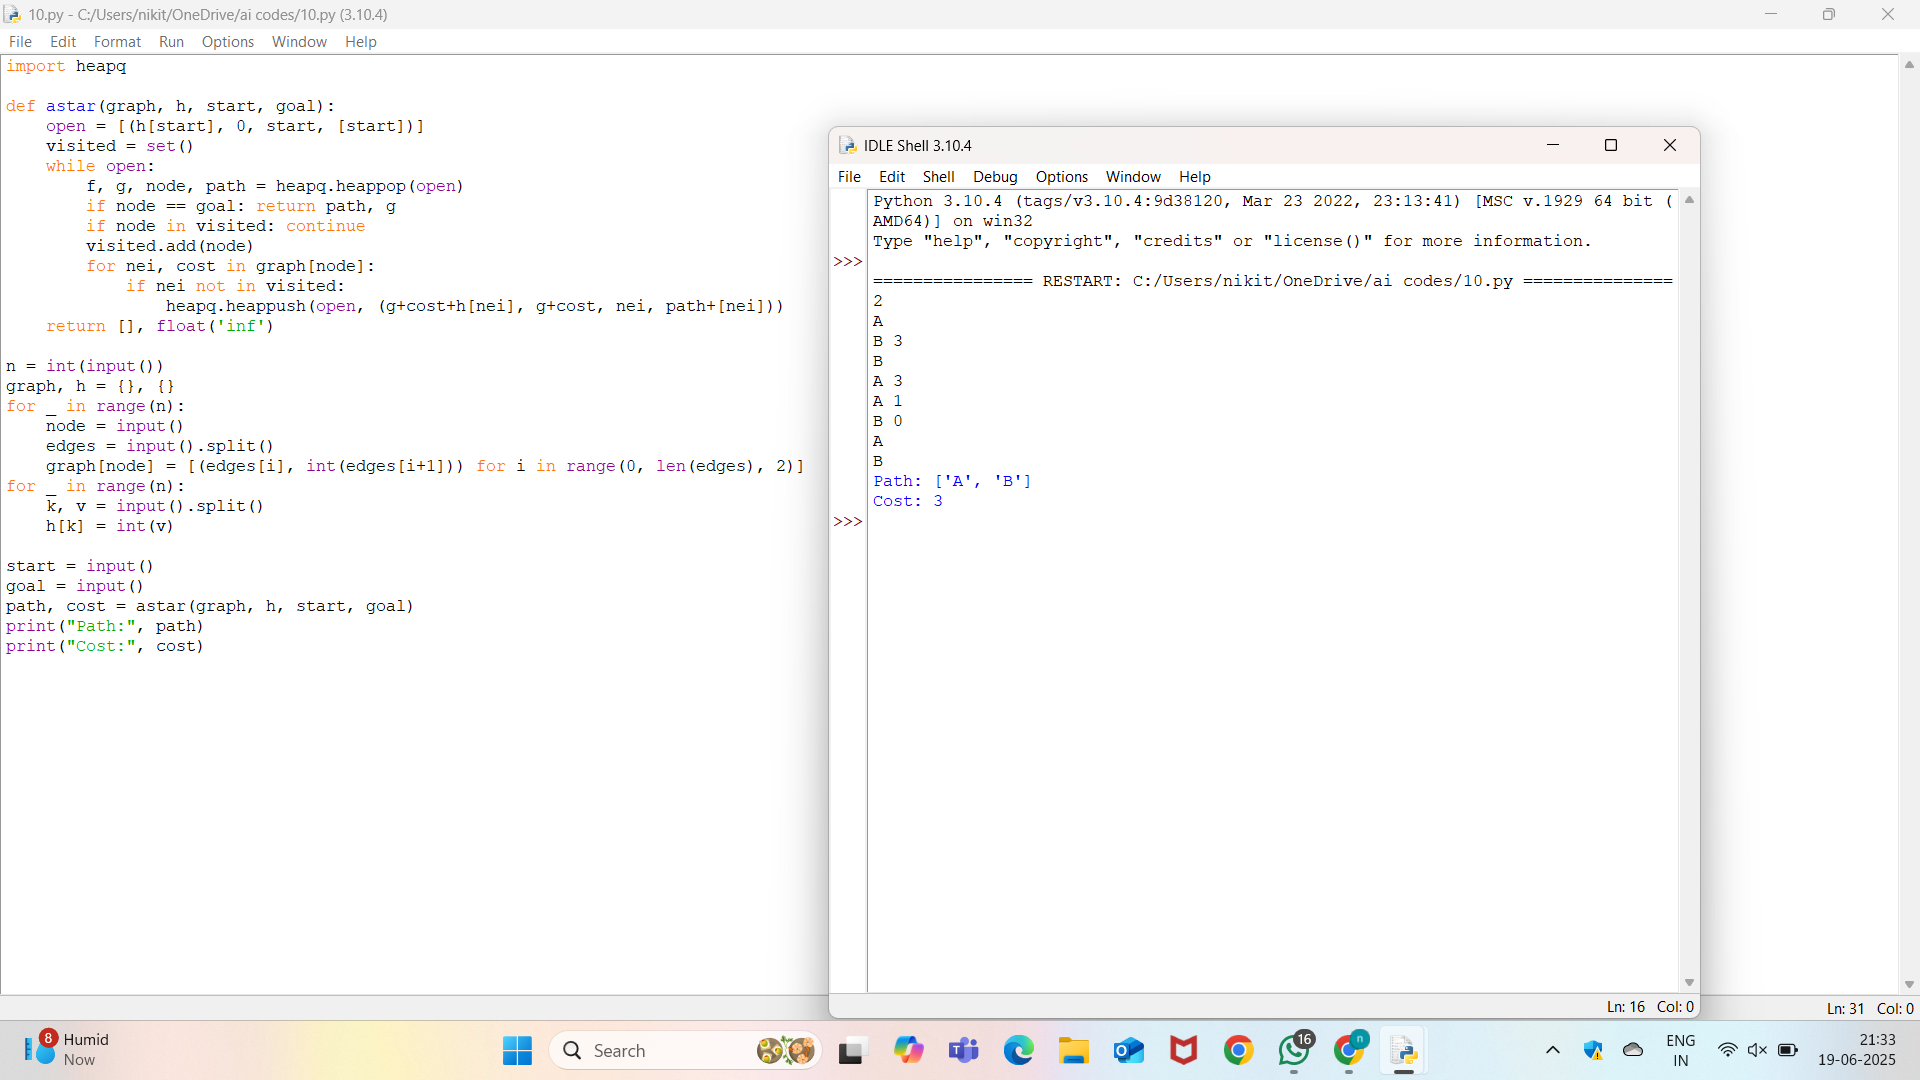 10.py - C:/Users/nikit/OneDrive/ai codes/10.py (3.10.4)
File Edit Format Run Options Window Help
import heapq
def astar(graph, h, start, goal):
    open = [(h[start], 0, start, [start])]
    visited = set()
    while open:
        f, g, node, path = heapq.heappop(open)
        if node == goal: return path, g
        if node in visited: continue
        visited.add(node)
        for nei, cost in graph[node]:
            if nei not in visited:
                heapq.heappush(open, (g+cost+h[nei], g+cost, nei, path+[nei]))
    return [], float('inf')
n = int(input())
graph, h = {}, {}
for _ in range(n):
    node = input()
    edges = input().split()
    graph[node] = [(edges[i], int(edges[i+1])) for i in range(0, len(edges), 2)]
for _ in range(n):
    k, v = input().split()
    h[k] = int(v)
start = input()
goal = input()
path, cost = astar(graph, h, start, goal)
print("Path:", path)
print("Cost:", cost)
Ln: 31 Col: 0
IDLE Shell 3.10.4
File Edit Shell Debug Options Window Help
Python 3.10.4 (tags/v3.10.4:9d38120, Mar 23 2022, 23:13:41) [MSC v.1929 64 bit (
AMD64)] on win32
Type "help", "copyright", "credits" or "license()" for more information.
>>>
================ RESTART: C:/Users/nikit/OneDrive/ai codes/10.py ===============
2
A
B 3
B
A 3
A 1
B 0
A
B
Path: ['A', 'B']
Cost: 3
>>>
Ln: 16 Col: 0
8
Humid
Now
Search
16
n
ENG
IN
21:33
19-06-2025